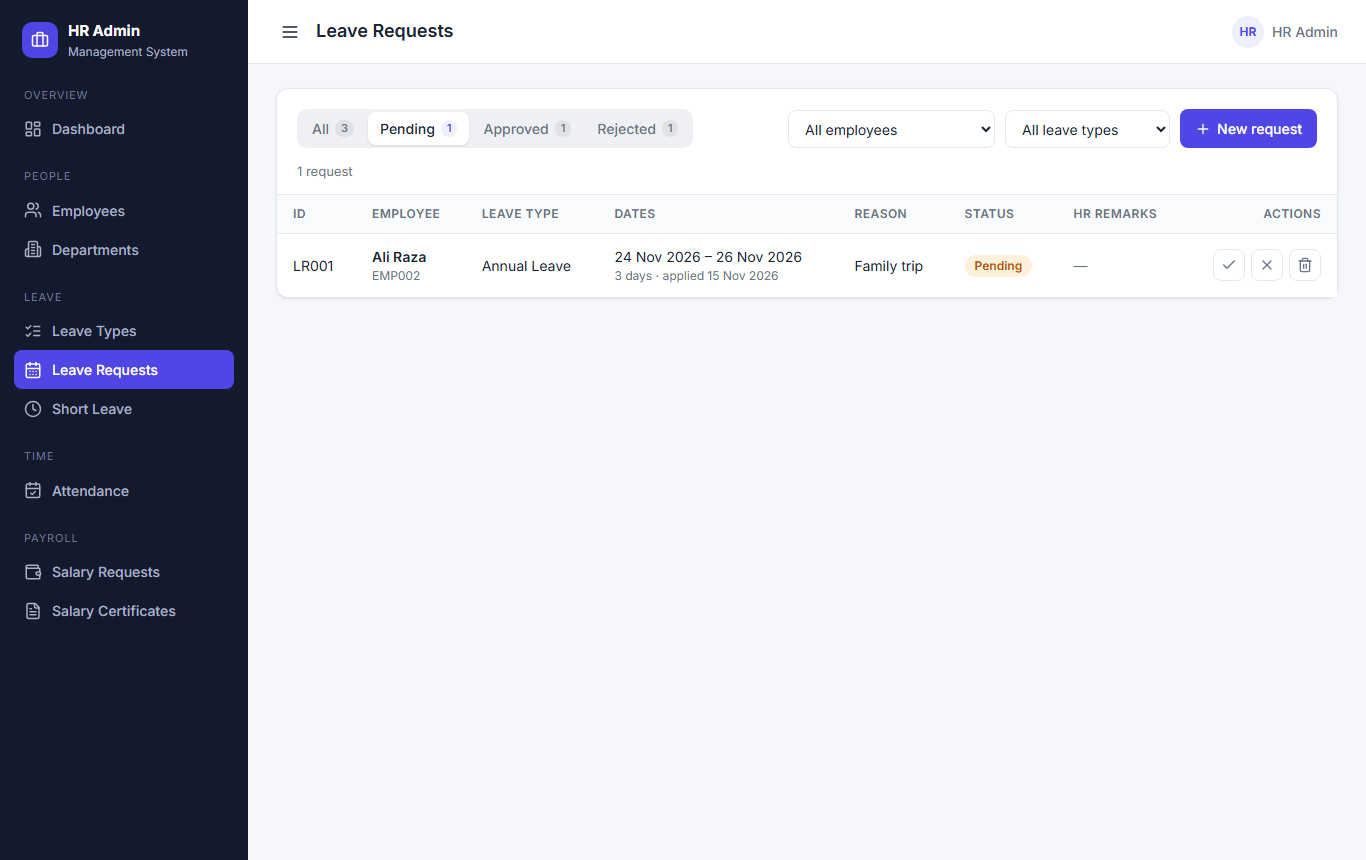 HR Admin
Management System
OVERVIEW
Dashboard
PEOPLE
Employees
Departments
LEAVE
Leave Types
Leave Requests
Short Leave
TIME
Attendance
PAYROLL
Salary Requests
Salary Certificates
Leave Requests
HR HR Admin
All 3 Pending 1 Approved 1 Rejected 1
All employees All leave types + New request
1 request
ID EMPLOYEE LEAVE TYPE DATES REASON STATUS HR REMARKS ACTIONS
LR001 Ali Raza Annual Leave 24 Nov 2026 – 26 Nov 2026 Family trip Pending —
EMP002 3 days · applied 15 Nov 2026